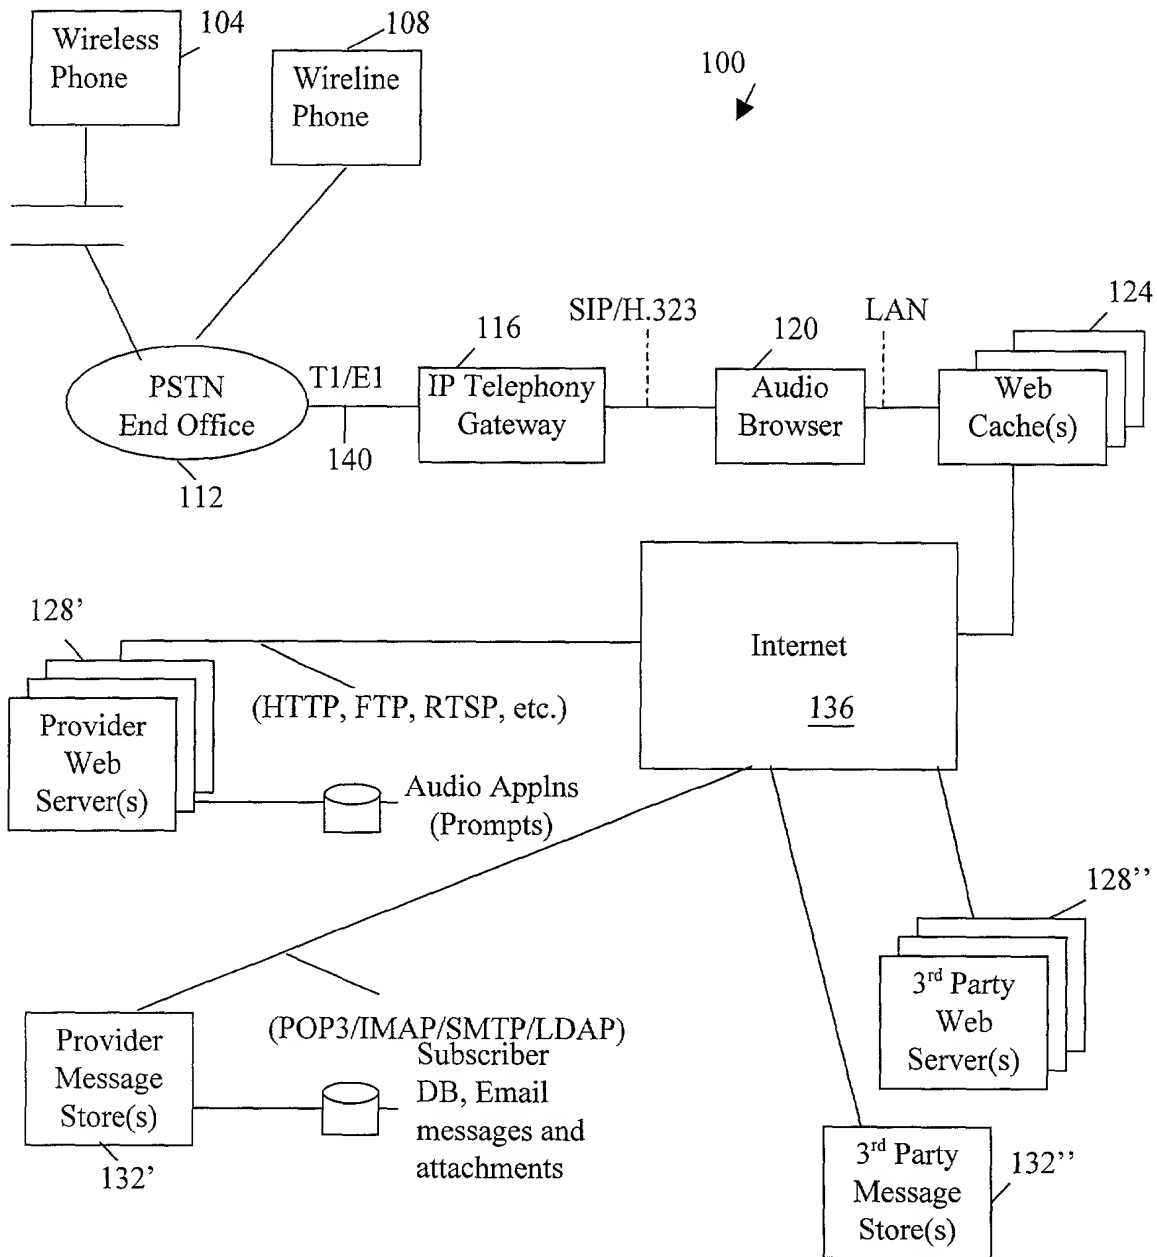 104
Wireless
Phone
108
Wireline
Phone
100
SIP/H.323
LAN
124
116
120
T1/E1
PSTN
End Office
IP Telephony
Gateway
Audio
Browser
Web
Cache(s)
140
112
128’
Internet
136
(HTTP, FTP, RTSP, etc.)
Provider
Web
Server(s)
Audio Applns
(Prompts)
128’’
3rd Party
Web
Server(s)
(POP3/IMAP/SMTP/LDAP)
Provider
Message
Store(s)
Subscriber
DB, Email
messages and
attachments
132’
3rd Party
Message
Store(s)
132’’